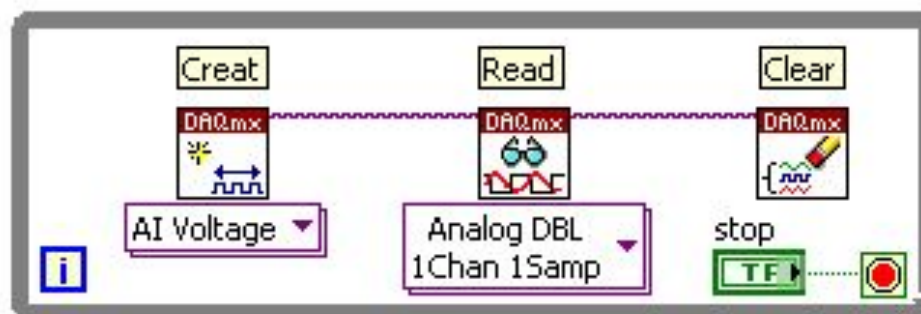 Creat
Read
Clear
DAQmx
DAQmx
DAQmx
AI Voltage
Analog DBL
1Chan 1Samp
stop
TF
i